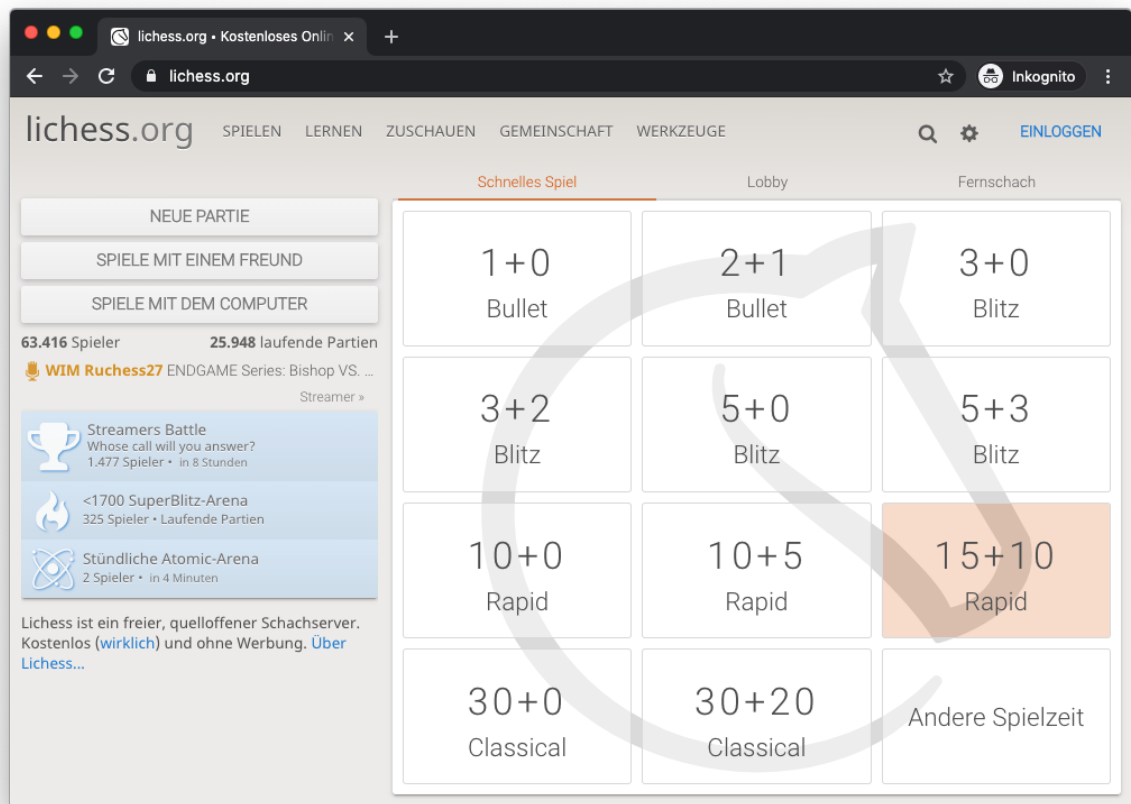 lichess.org • Kostenloses Onlin
lichess.org
Inkognito
lichess.org
SPIELEN
LERNEN
ZUSCHAUEN
GEMEINSCHAFT
WERKZEUGE
EINLOGGEN
Schnelles Spiel
Lobby
Fernschach
NEUE PARTIE
SPIELE MIT EINEM FREUND
SPIELE MIT DEM COMPUTER
63.416 Spieler
25.948 laufende Partien
WIM Ruchess27 ENDGAME Series: Bishop VS. ...
Streamer »
Streamers Battle
Whose call will you answer?
1.477 Spieler • in 8 Stunden
<1700 SuperBlitz-Arena
325 Spieler • Laufende Partien
Stündliche Atomic-Arena
2 Spieler • in 4 Minuten
Lichess ist ein freier, quelloffener Schachserver.
Kostenlos (wirklich) und ohne Werbung. Über
Lichess...
1+0
Bullet
2+1
Bullet
3+0
Blitz
3+2
Blitz
5+0
Blitz
5+3
Blitz
10+0
Rapid
10+5
Rapid
15+10
Rapid
30+0
Classical
30+20
Classical
Andere Spielzeit